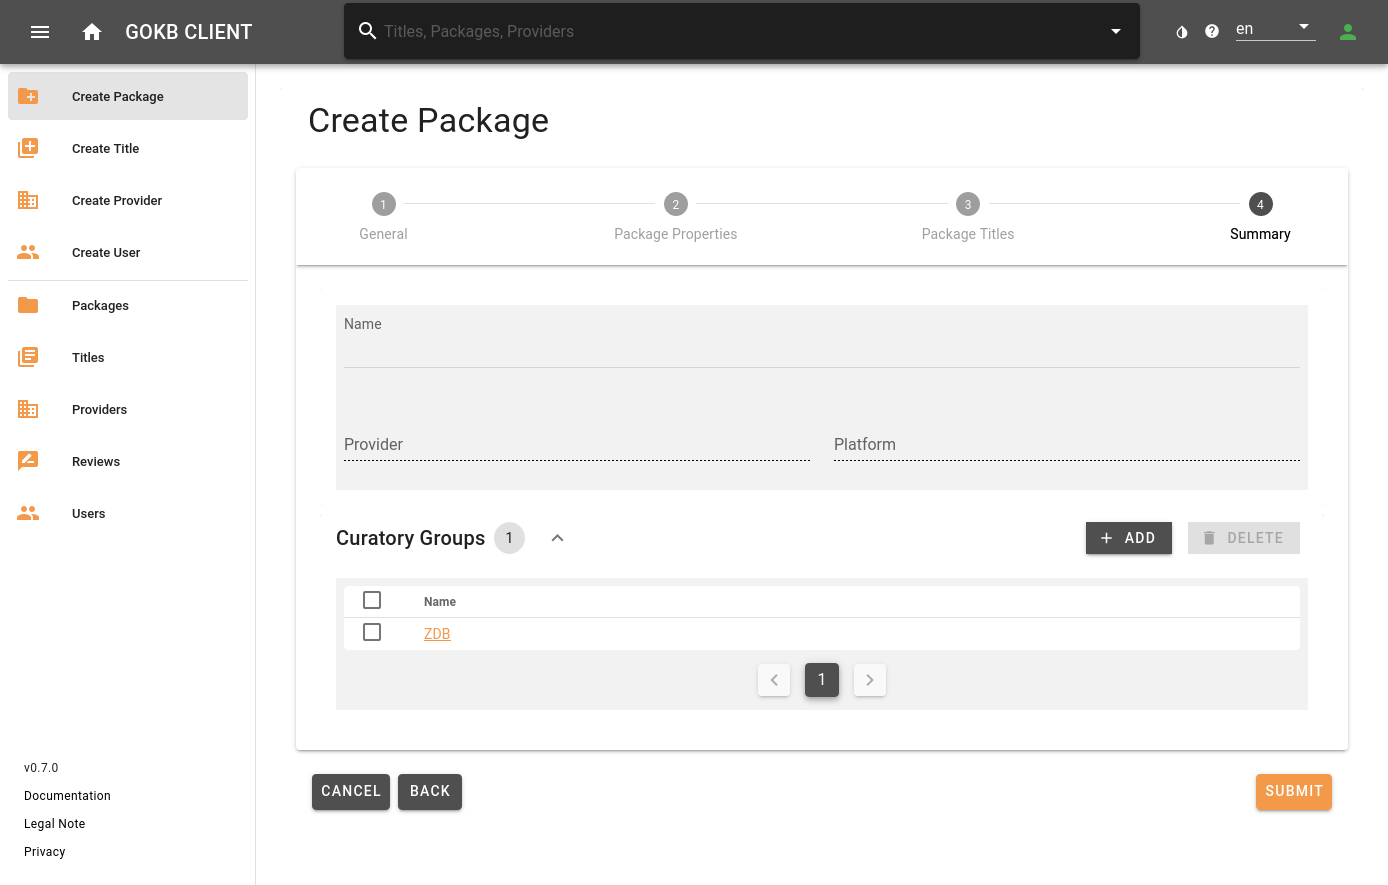 GOKB CLIENT
Titles, Packages, Providers
en
Create Package
Create Title
Create Provider
Create User
Packages
Titles
Providers
Reviews
Users
v0.7.0
Documentation
Legal Note
Privacy
Create Package
1 2 3 4
General Package Properties Package Titles Summary
Name
Provider Platform
Curatory Groups 1 ADD DELETE
Name
ZDB
1
CANCEL BACK SUBMIT